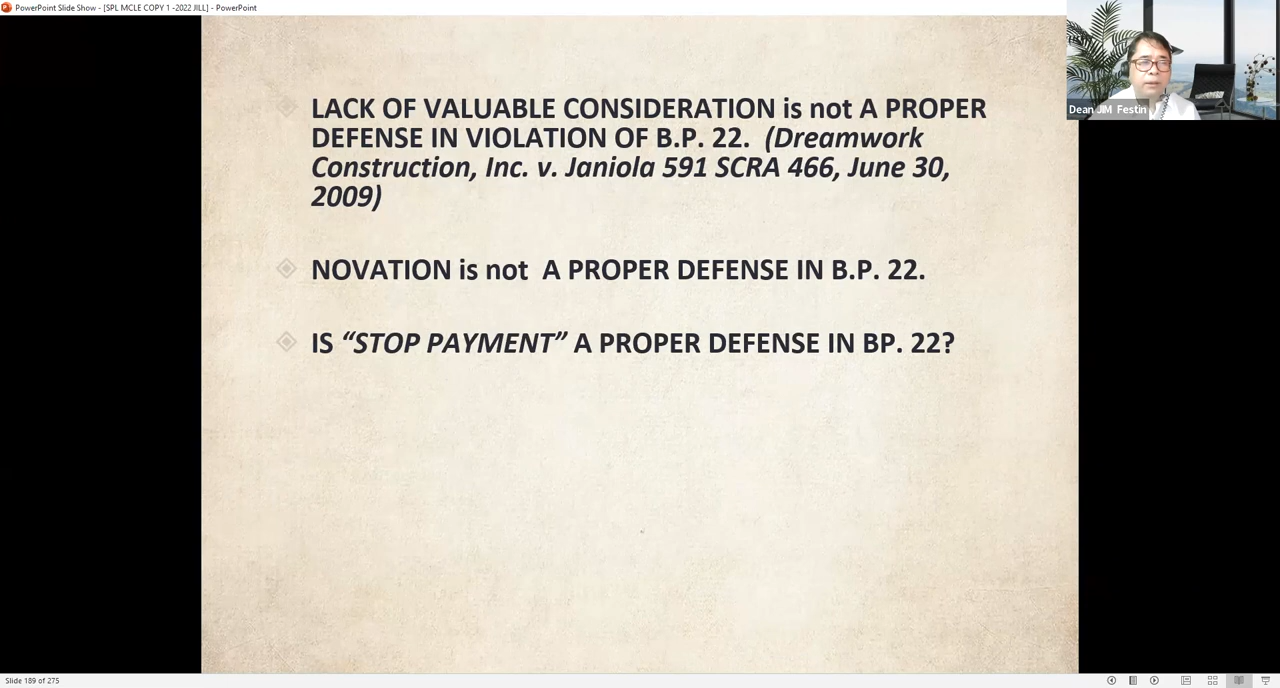 PowerPoint Slide Show - [SPL MCLE COPY 1 -2022 JILL] - PowerPoint
Dean JIM Festin
LACK OF VALUABLE CONSIDERATION is not A PROPER
DEFENSE IN VIOLATION OF B.P. 22. (Dreamwork
Construction, Inc. v. Janiola 591 SCRA 466, June 30,
2009)
NOVATION is not A PROPER DEFENSE IN B.P. 22.
IS “STOP PAYMENT” A PROPER DEFENSE IN BP. 22?
Slide 189 of 275